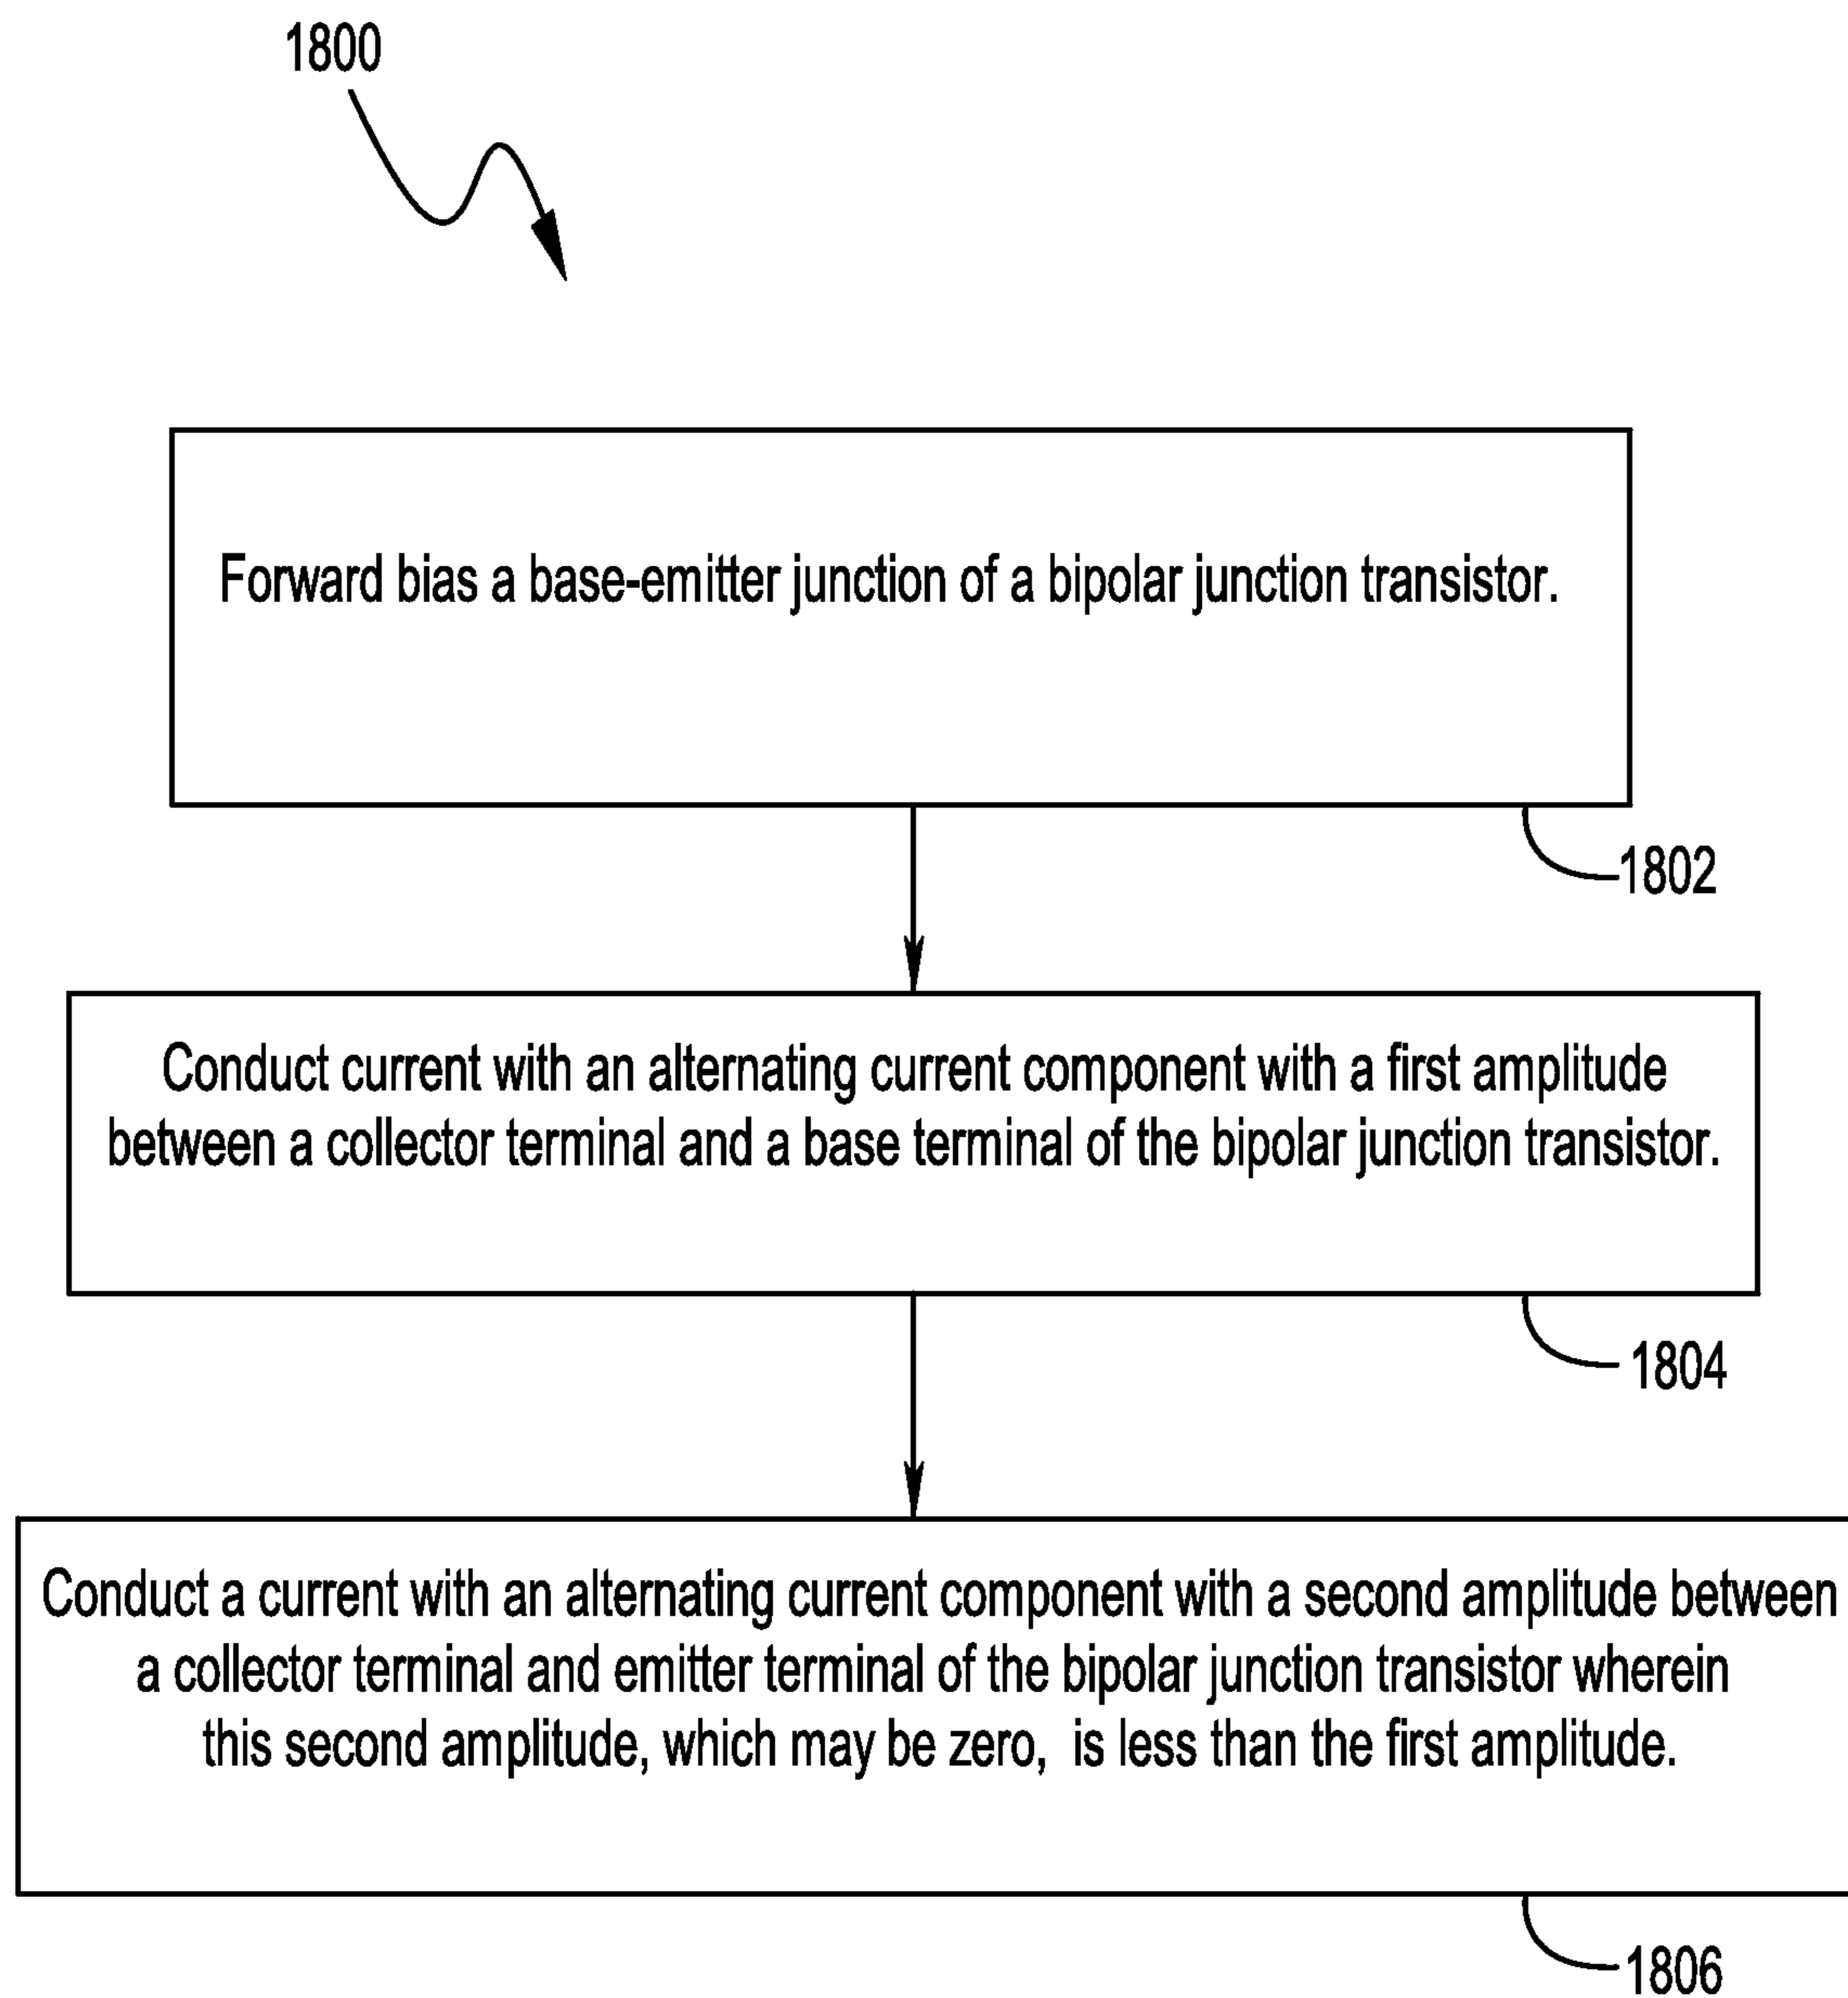 1800
Forward bias a base-emitter junction of a bipolar junction transistor.
1802
Conduct current with an alternating current component with a first amplitude
between a collector terminal and a base terminal of the bipolar junction transistor.
1804
Conduct a current with an alternating current component with a second amplitude between
a collector terminal and emitter terminal of the bipolar junction transistor wherein
this second amplitude, which may be zero,  is less than the first amplitude.
1806